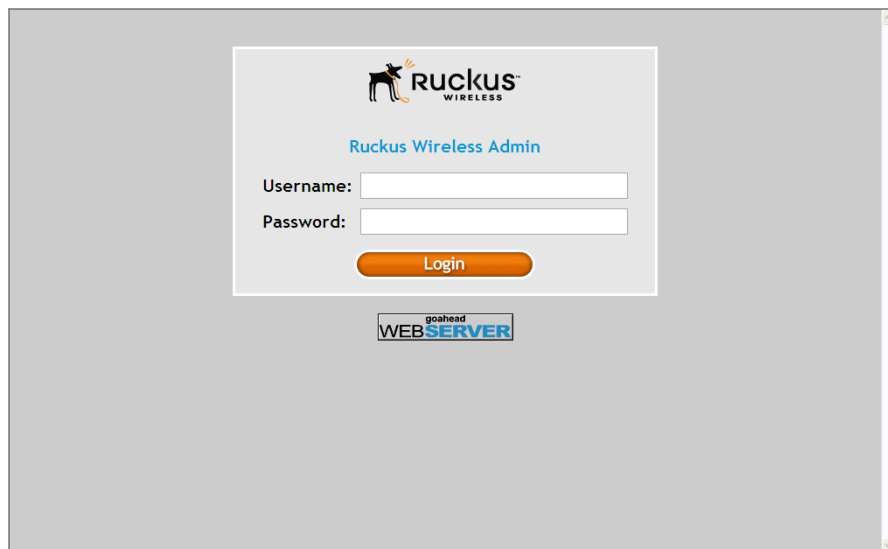 Ruckus™
WIRELESS
Ruckus Wireless Admin
Username:
Password:
Login
goahead
WEBSERVER